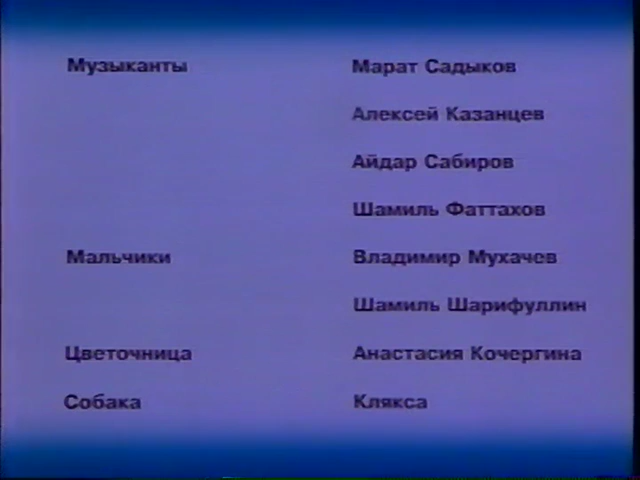 Музыканты Марат Садыков
Алексей Казанцев
Айдар Сабиров
Шамиль Фаттахов
Мальчики Владимир Мухачев
Шамиль Шарифуллин
Цветочница Анастасия Кочергина
Собака Клякса